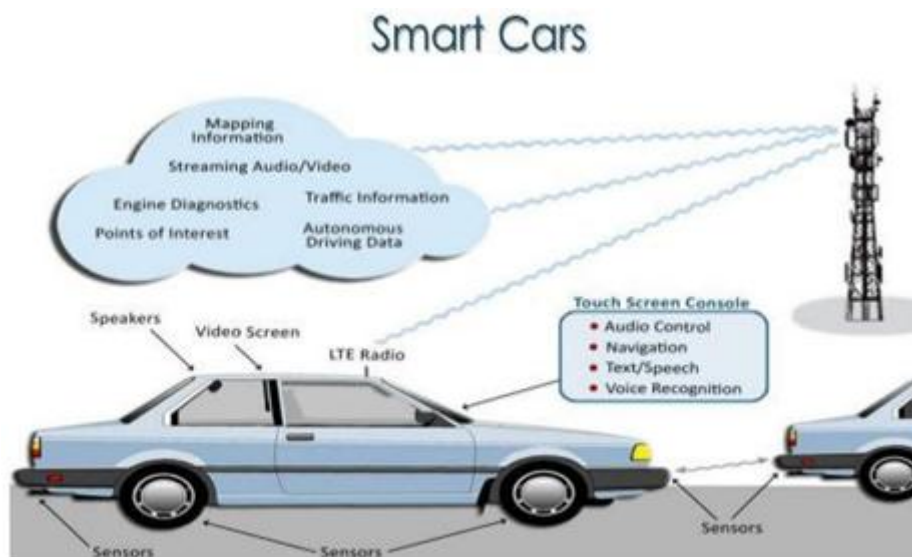 Smart Cars
Mapping
Information
Streaming Audio/Video
Engine Diagnostics
Traffic Information
Points of Interest
Autonomous
Driving Data
Speakers
Video Screen
LTE Radio
Touch Screen Console
• Audio Control
• Navigation
• Text/Speech
• Voice Recognition
Sensors
Sensors
Sensors